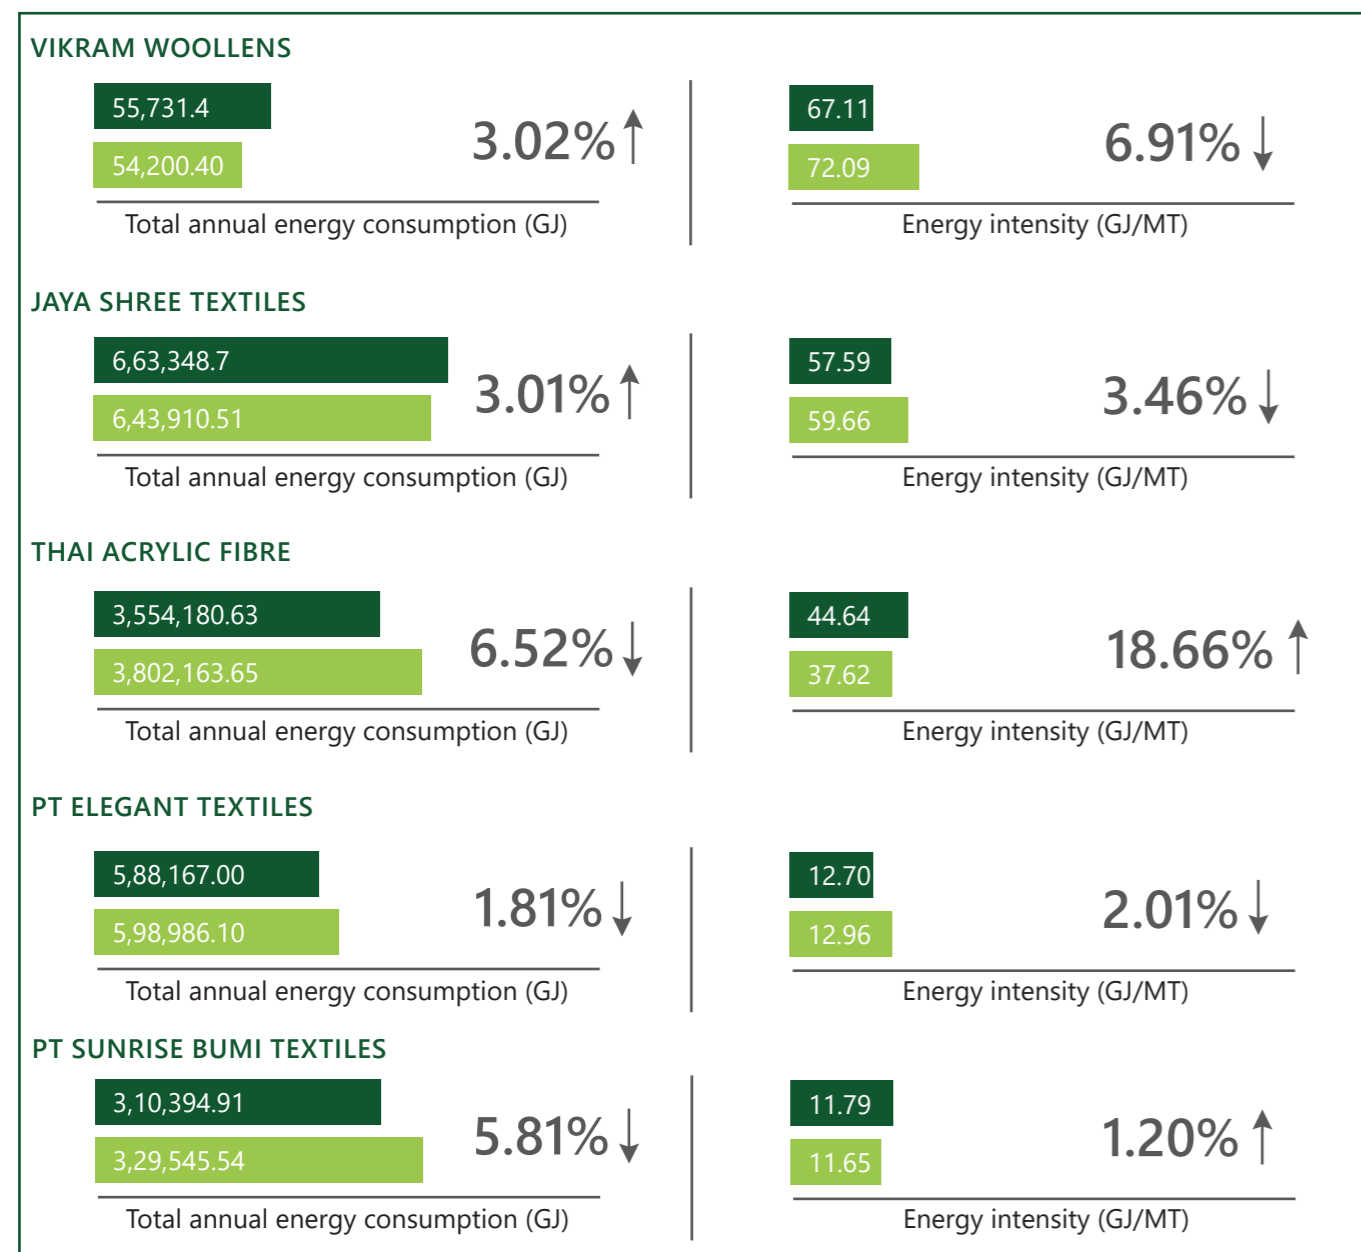 VIKRAM WOOLLENS
55,731.4
54,200.40
3.02%↑
Total annual energy consumption (GJ)
67.11
72.09
6.91%↓
Energy intensity (GJ/MT)
JAYA SHREE TEXTILES
6,63,348.7
6,43,910.51
3.01%↑
Total annual energy consumption (GJ)
57.59
59.66
3.46%↓
Energy intensity (GJ/MT)
THAI ACRYLIC FIBRE
3,554,180.63
3,802,163.65
6.52%↓
Total annual energy consumption (GJ)
44.64
37.62
18.66%↑
Energy intensity (GJ/MT)
PT ELEGANT TEXTILES
5,88,167.00
5,98,986.10
1.81%↓
Total annual energy consumption (GJ)
12.70
12.96
2.01%↓
Energy intensity (GJ/MT)
PT SUNRISE BUMI TEXTILES
3,10,394.91
3,29,545.54
5.81%↓
Total annual energy consumption (GJ)
11.79
11.65
1.20%↑
Energy intensity (GJ/MT)